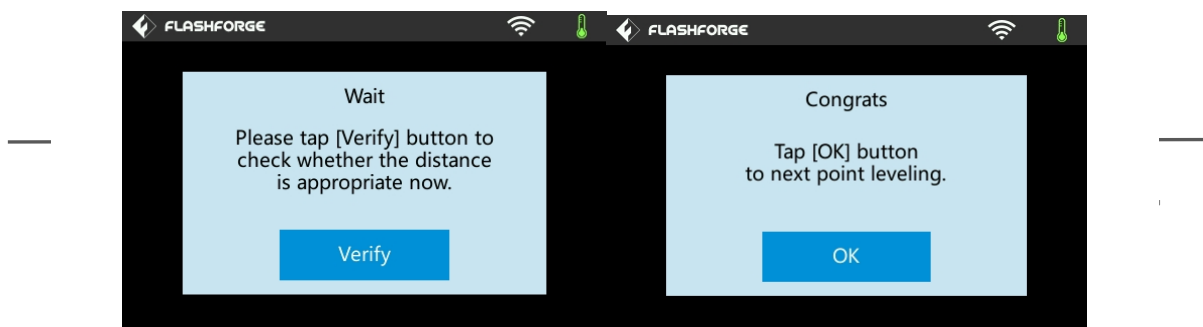 FLASHFORGE
Wait
Please tap [Verify] button to
check whether the distance
is appropriate now.
Verify
FLASHFORGE
Congrats
Tap [OK] button
to next point leveling.
OK